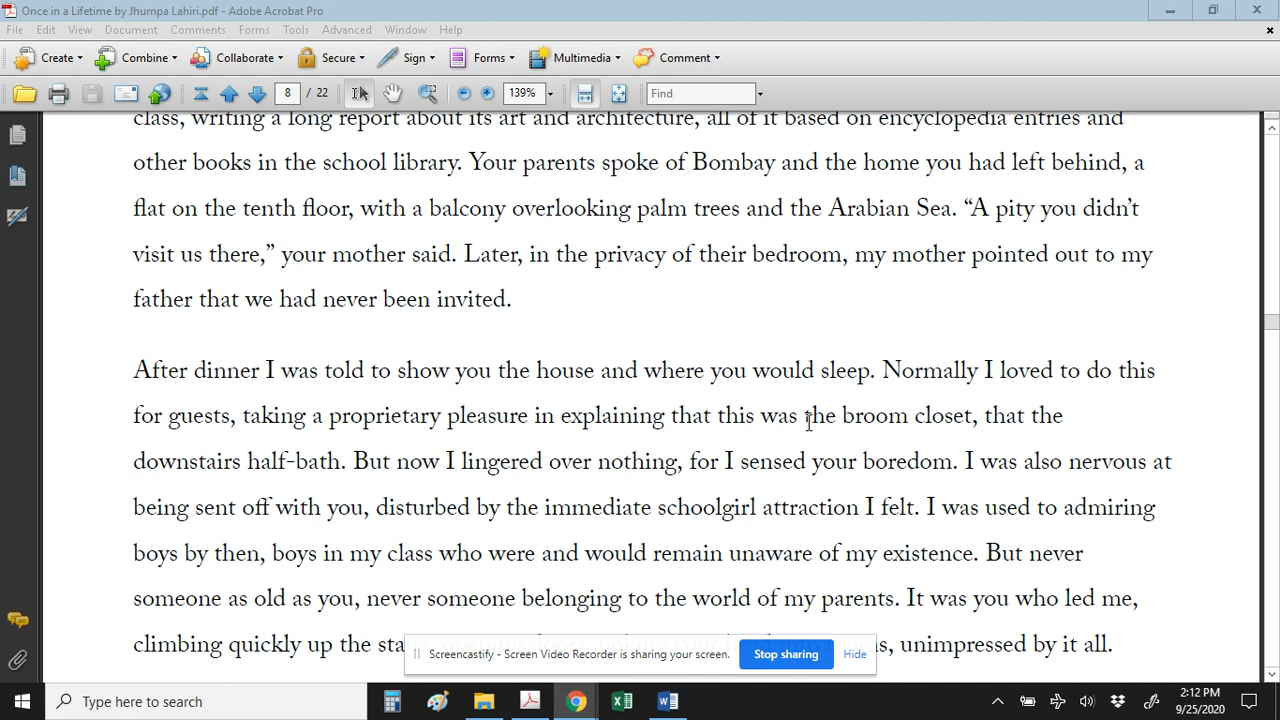 Once in a Lifetime by Jhumpa Lahiri.pdf - Adobe Acrobat Pro
File Edit View Document Comments Forms Tools Advanced Window Help
Create Combine Collaborate Secure Sign Forms Multimedia Comment
8 / 22 139% Find
class, writing a long report about its art and architecture, all of it based on encyclopedia entries and
other books in the school library. Your parents spoke of Bombay and the home you had left behind, a
flat on the tenth floor, with a balcony overlooking palm trees and the Arabian Sea. “A pity you didn’t
visit us there,” your mother said. Later, in the privacy of their bedroom, my mother pointed out to my
father that we had never been invited.
After dinner I was told to show you the house and where you would sleep. Normally I loved to do this
for guests, taking a proprietary pleasure in explaining that this was the broom closet, that the
downstairs half-bath. But now I lingered over nothing, for I sensed your boredom. I was also nervous at
being sent off with you, disturbed by the immediate schoolgirl attraction I felt. I was used to admiring
boys by then, boys in my class who were and would remain unaware of my existence. But never
someone as old as you, never someone belonging to the world of my parents. It was you who led me,
climbing quickly up the unimpressed by it all.
Screencastify - Screen Video Recorder is sharing your screen. Stop sharing Hide
Type here to search
2:12 PM
9/25/2020